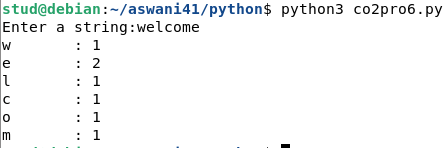 stud@debian:~/aswani41/python$ python3 co2pro6.py
Enter a string:welcome
w : 1
e : 2
l : 1
c : 1
o : 1
m : 1